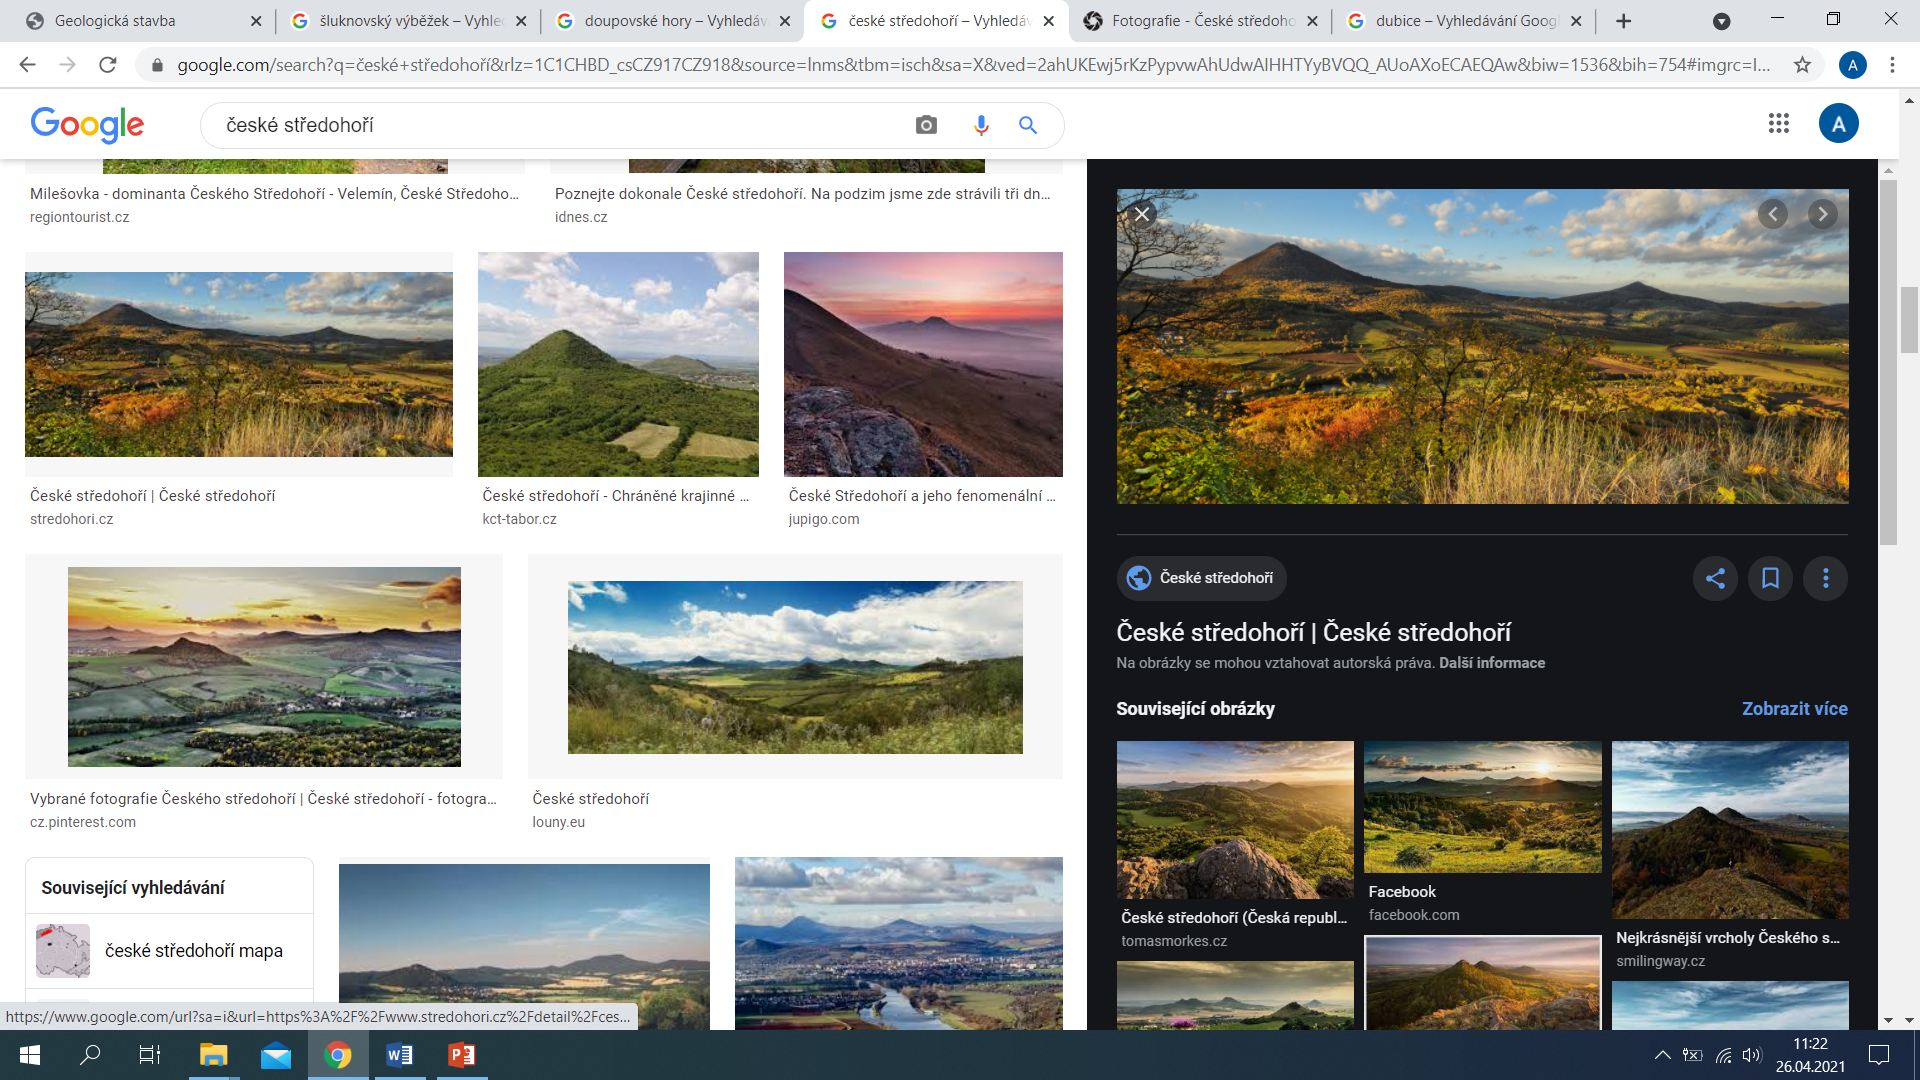 Geologická stavba
šluknovský výběžek – Vyhle
doupovské hory – Vyhledáv
české středohoří – Vyhledáv
Fotografie - České středoho
dubice – Vyhledávání Goog
google.com/search?q=české+středohoří&rlz=1C1CHBD_csCZ917CZ918&source=lnms&tbm=isch&sa=X&ved=2ahUKEwj5rKzPypvwAhUdwAIHHTYyBVQQ_AUoAXoECAEQAw&biw=1536&bih=754#imgrc=I...
A
Google
české středohoří
A
Milešovka - dominanta Českého Středohoří - Velemín, České Středoho...
regiontourist.cz
Poznejte dokonale České středohoří. Na podzim jsme zde strávili tři dn...
idnes.cz
České středohoří | České středohoří
stredohori.cz
České středohoří - Chráněné krajinné ...
kct-tabor.cz
České Středohoří a jeho fenomenální ...
jupigo.com
Vybrané fotografie Českého středohoří | České středohoří - fotogra...
cz.pinterest.com
České středohoří
louny.eu
Související vyhledávání
české středohoří mapa
České středohoří
České středohoří | České středohoří
Na obrázky se mohou vztahovat autorská práva. Další informace
Související obrázky
Zobrazit více
České středohoří (Česká republ...
tomasmorkes.cz
Facebook
facebook.com
Nejkrásnější vrcholy Českého s...
smilingway.cz
https://www.google.com/url?sa=i&url=https%3A%2F%2Fwww.stredohori.cz%2Fdetail%2Fces...
11:22
26.04.2021